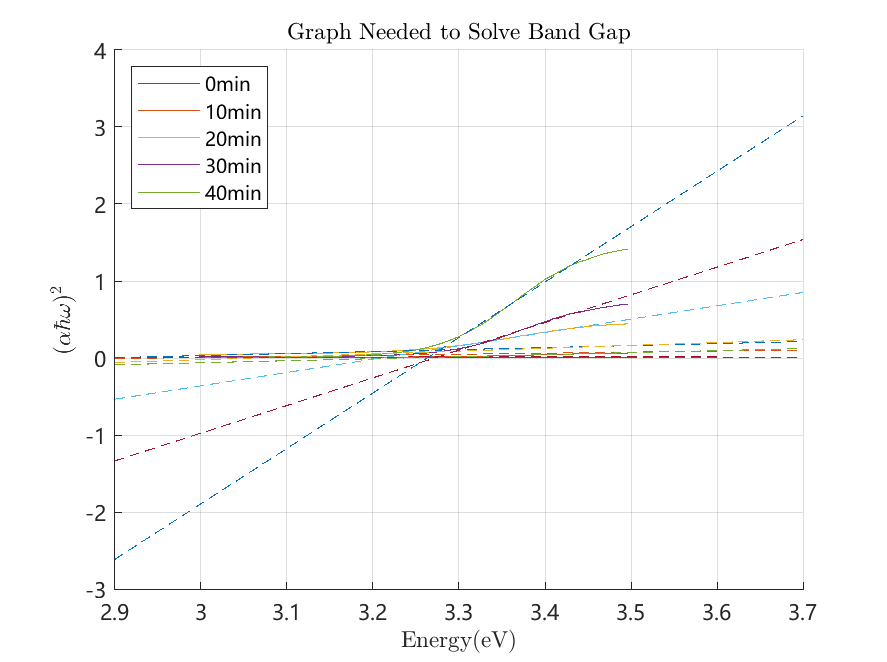 Graph Needed to Solve Band Gap
4
3
2
1
0
-1
-2
-3
(αℏω)²
0min
10min
20min
30min
40min
2.9 3 3.1 3.2 3.3 3.4 3.5 3.6 3.7
Energy(eV)